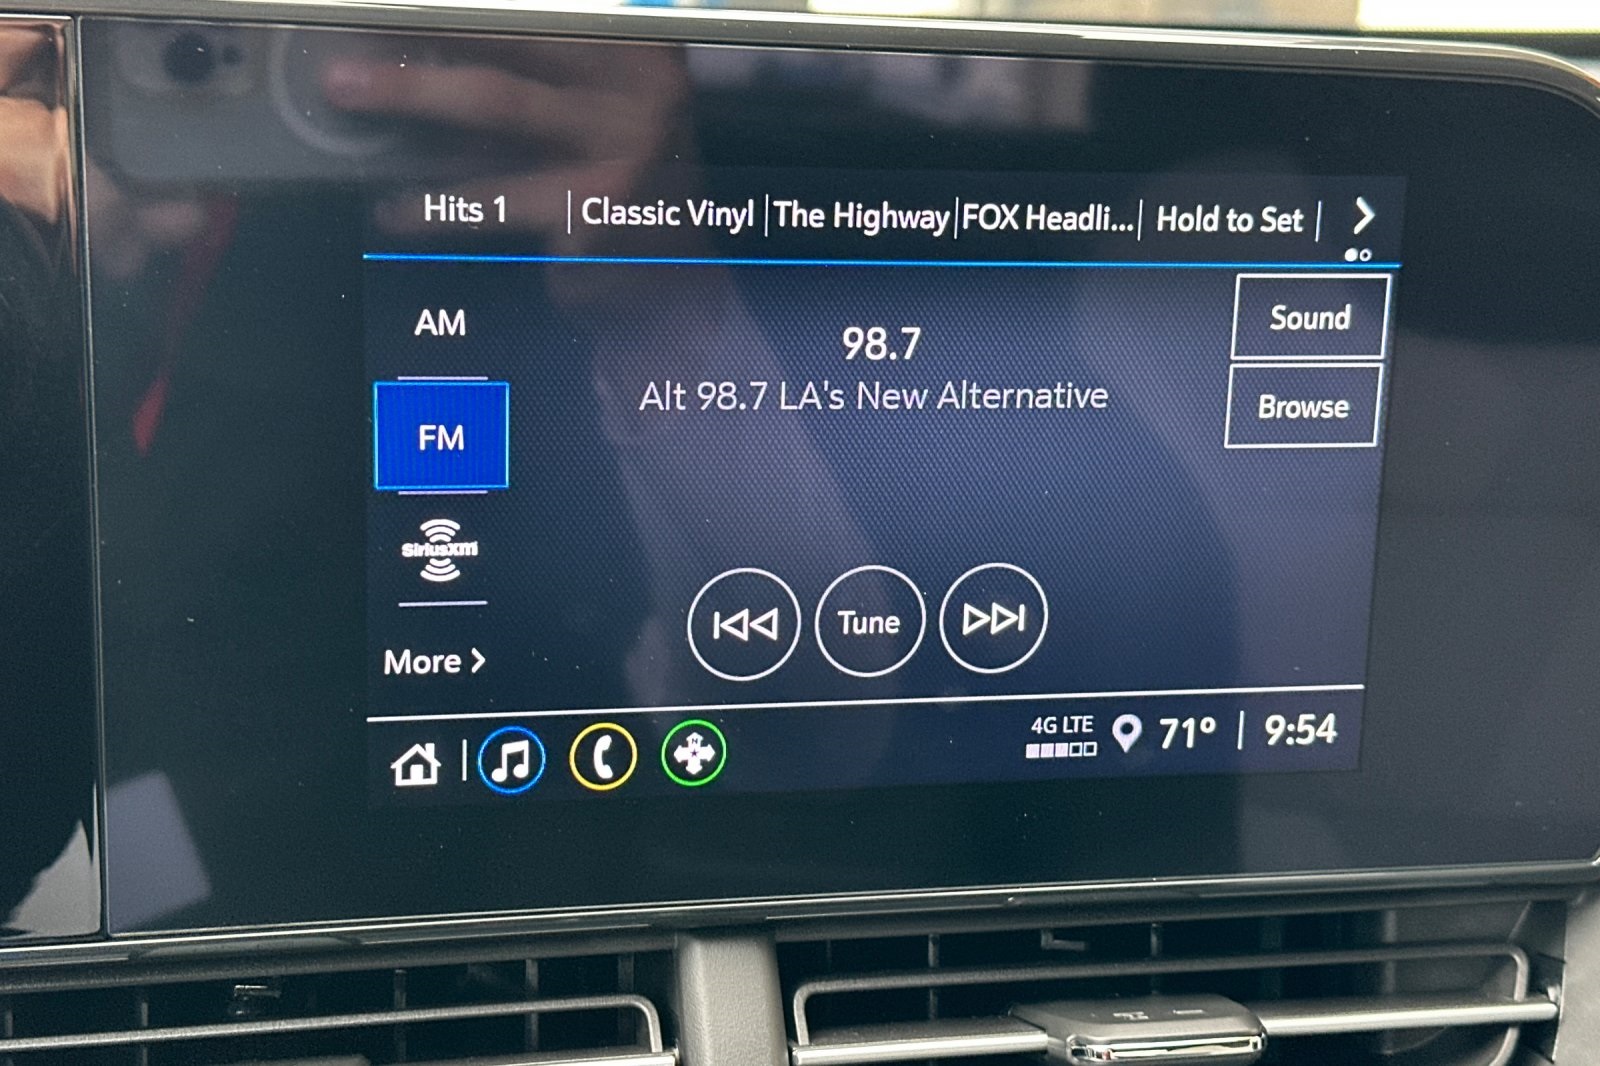 Hits 1 Classic Vinyl The Highway FOX Headli... Hold to Set
AM
FM
SiriusXM
More
98.7
Alt 98.7 LA's New Alternative
Sound
Browse
Tune
4G LTE
71° 9:54
N